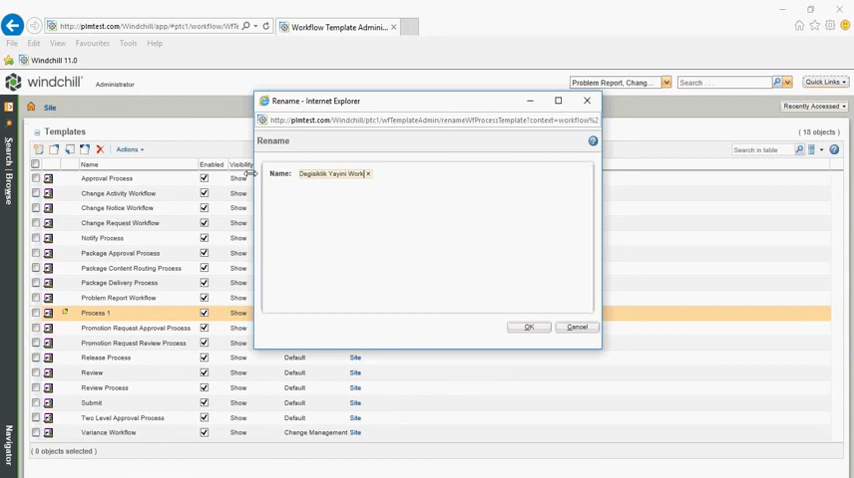 http://plmtest.com/Windchill/app/#ptc1/workflow/WfTe
Workflow Template Admini...
File Edit View Favourites Tools Help
Windchill 11.0
windchill Administrator
Problem Report, Chang... Search . . . Quick Links
Site
Recently Accessed
Search | Browse
Navigator
Templates
( 18 objects )
Actions
Search in table
Name Enabled Visibility
Approval Process Show
Change Activity Workflow Show
Change Notice Workflow Show
Change Request Workflow Show
Notify Process Show
Package Approval Process Show
Package Content Routing Process Show
Package Delivery Process Show
Problem Report Workflow Show
Process 1 Show
Promotion Request Approval Process Show
Promotion Request Review Process Show
Release Process Show Default Site
Review Show Default Site
Review Process Show Default Site
Submit Show Default Site
Two Level Approval Process Show Default Site
Variance Workflow Show Change Management Site
( 0 objects selected )
Rename - Internet Explorer
http://plmtest.com/Windchill/ptc1/wfTemplateAdmin/renameWfProcessTemplate?context=workflow%2
Rename
Name: Degisiklik Yayini Work
OK Cancel